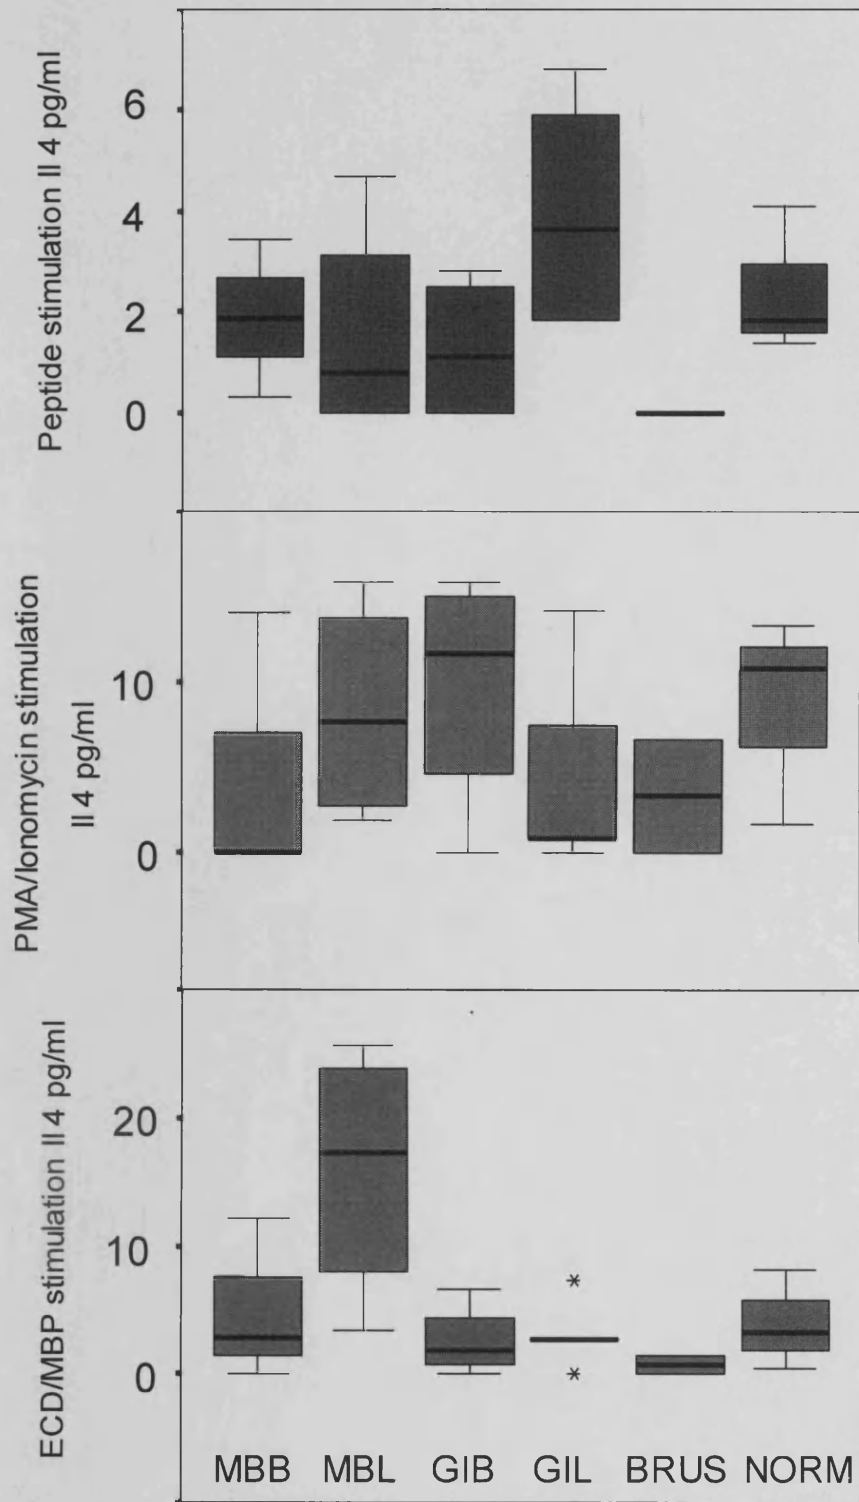 Peptide stimulation Il 4 pg/ml
6
4
2
0
PMA/Ionomycin stimulation
Il 4 pg/ml
10
0
ECD/MBP stimulation Il 4 pg/ml
20
10
0
*
*
MBB MBL GIB GIL BRUS NORM